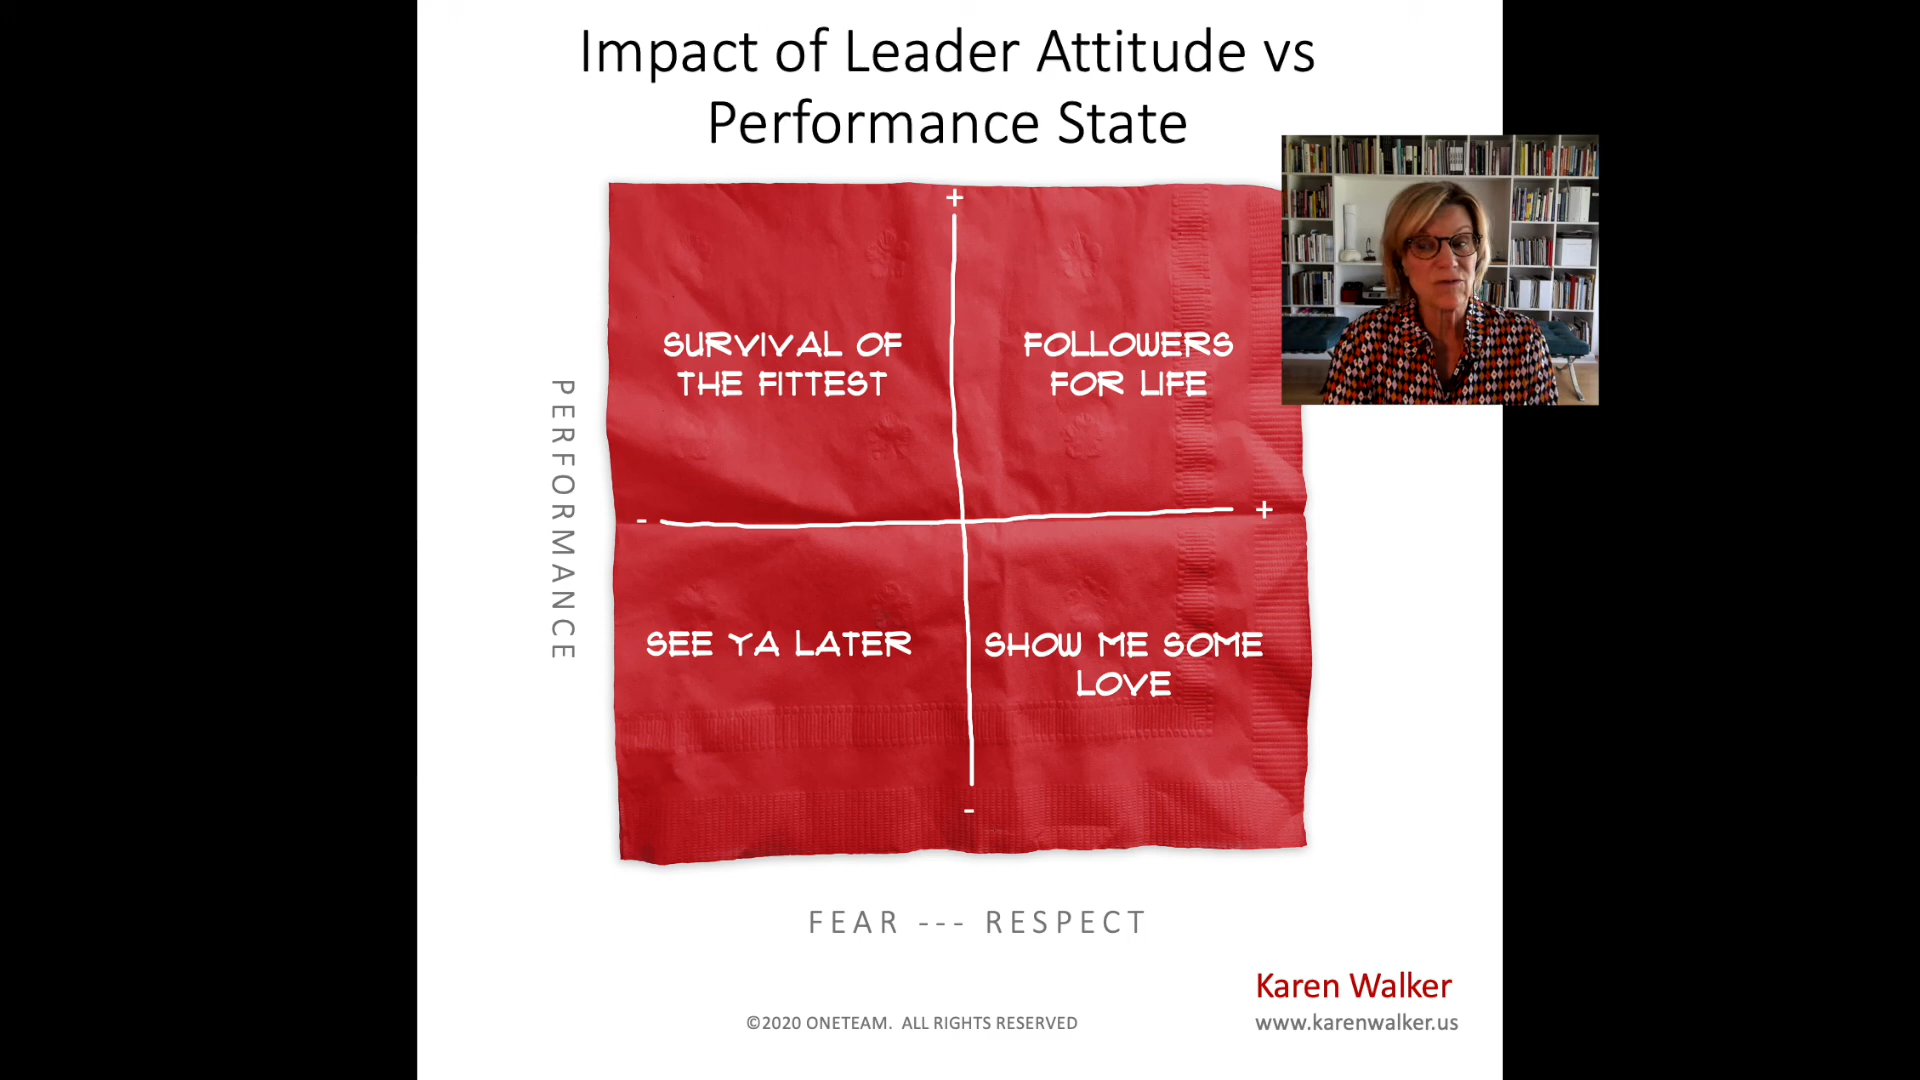 Impact of Leader Attitude vs
Performance State
+
SURVIVAL OF
THE FITTEST
FOLLOWERS
FOR LIFE
PERFORMANCE
-
+
SEE YA LATER
SHOW ME SOME
LOVE
-
FEAR --- RESPECT
Karen Walker
©2020 ONETEAM. ALL RIGHTS RESERVED
www.karenwalker.us